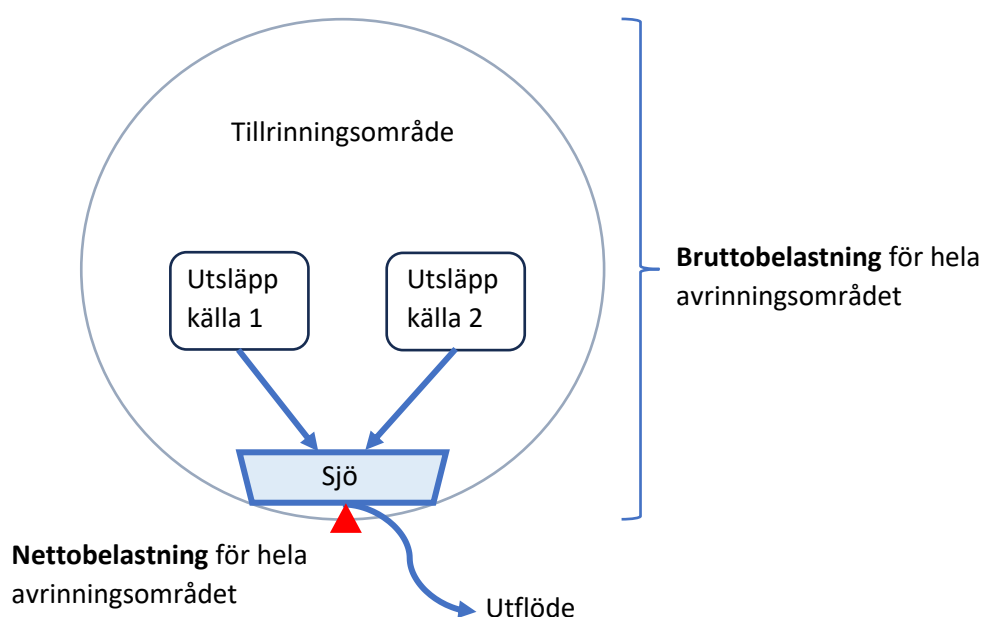 Tillrinningsområde
Utsläpp
källa 1
Utsläpp
källa 2
Bruttobelastning för hela
avrinningsområdet
Sjö
Nettobelastning för hela
avrinningsområdet
Utflöde